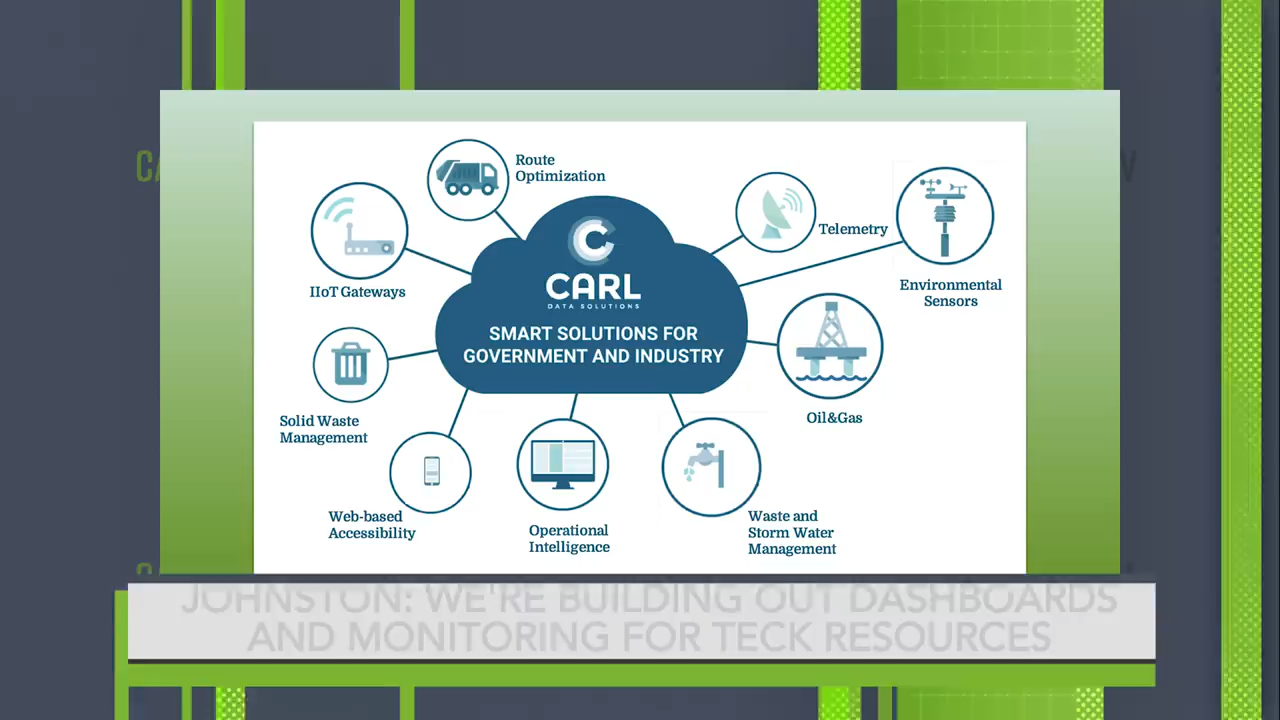 Route
Optimization
Telemetry
IIoT Gateways
Environmental
Sensors
C
CARL
DATA SOLUTIONS
SMART SOLUTIONS FOR
GOVERNMENT AND INDUSTRY
Oil&Gas
Solid Waste
Management
Web-based
Accessibility
Operational
Intelligence
Waste and
Storm Water
Management
JOHNSTON: WE'RE BUILDING OUT DASHBOARDS
AND MONITORING FOR TECK RESOURCES